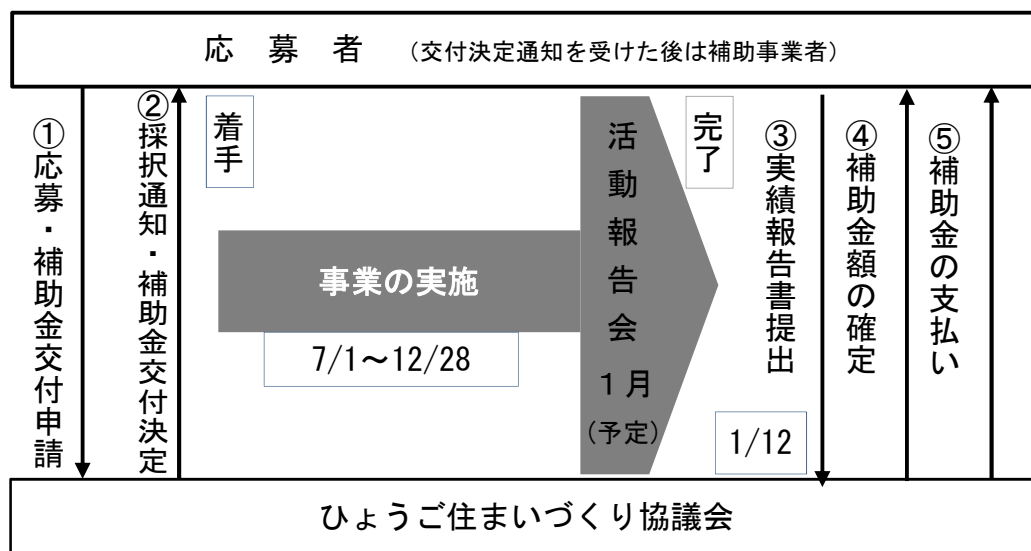 応募者 (交付決定通知を受けた後は補助事業者)
①応募・補助金交付申請
②採択通知・補助金交付決定
着手
事業の実施
7/1～12/28
活動報告会 1月
(予定)
完了
③実績報告書提出
1/12
④補助金額の確定
⑤補助金の支払い
ひょうご住まいづくり協議会